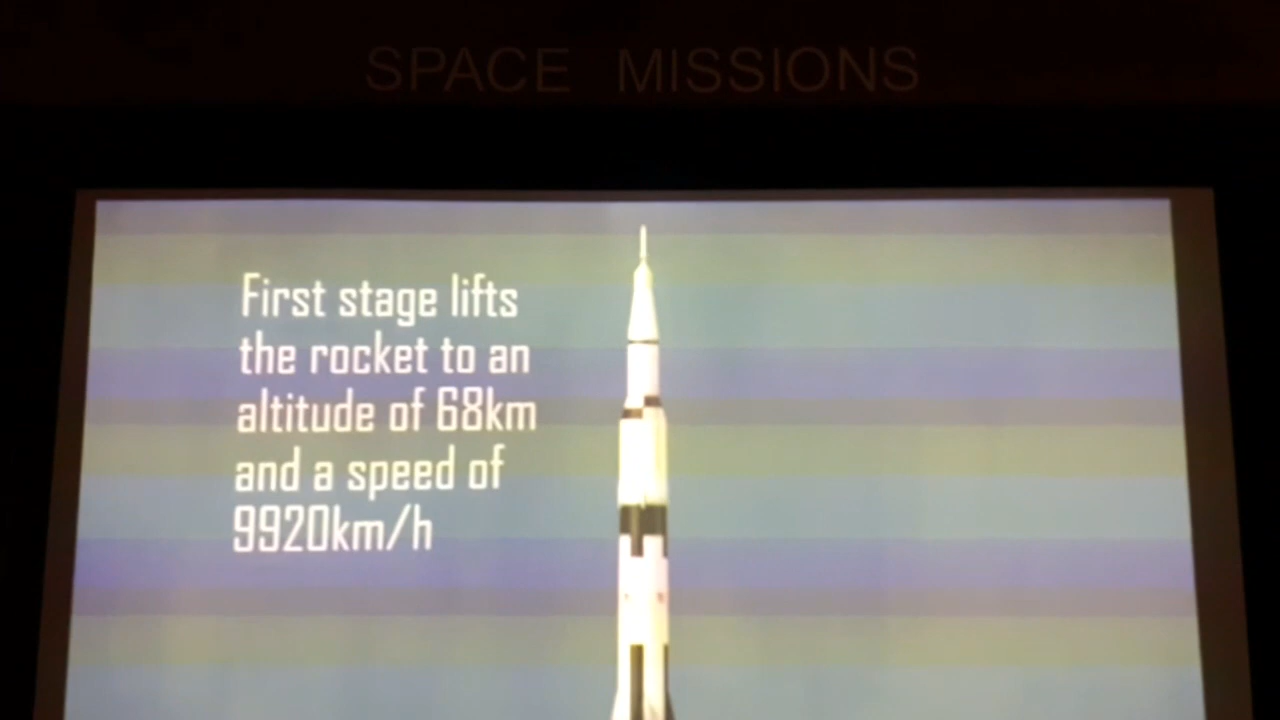 SPACE MISSIONS
First stage lifts
the rocket to an
altitude of 68km
and a speed of
9920km/h